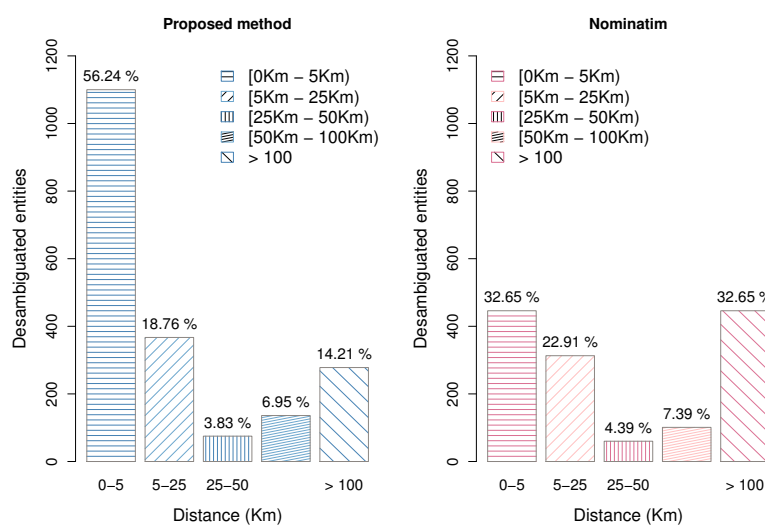 Proposed method
1200
1000
800
600
400
200
0
Desambiguated entities
[0Km − 5Km)
[5Km − 25Km)
[25Km − 50Km)
[50Km − 100Km)
> 100
56.24 %
18.76 %
3.83 %
6.95 %
14.21 %
0−5
5−25
25−50
> 100
Distance (Km)
Nominatim
1200
1000
800
600
400
200
0
Desambiguated entities
[0Km − 5Km)
[5Km − 25Km)
[25Km − 50Km)
[50Km − 100Km)
> 100
32.65 %
22.91 %
4.39 %
7.39 %
32.65 %
0−5
5−25
25−50
> 100
Distance (Km)